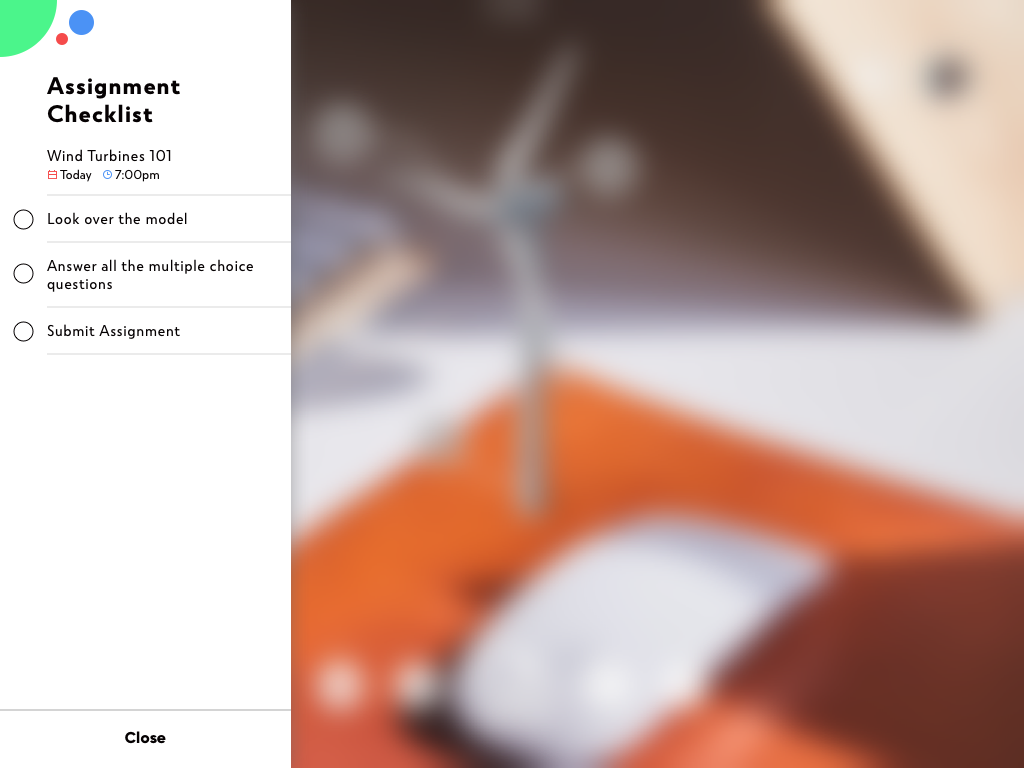 Assignment
Checklist
Wind Turbines 101
Today 7:00pm
Look over the model
Answer all the multiple choice
questions
Submit Assignment
Close